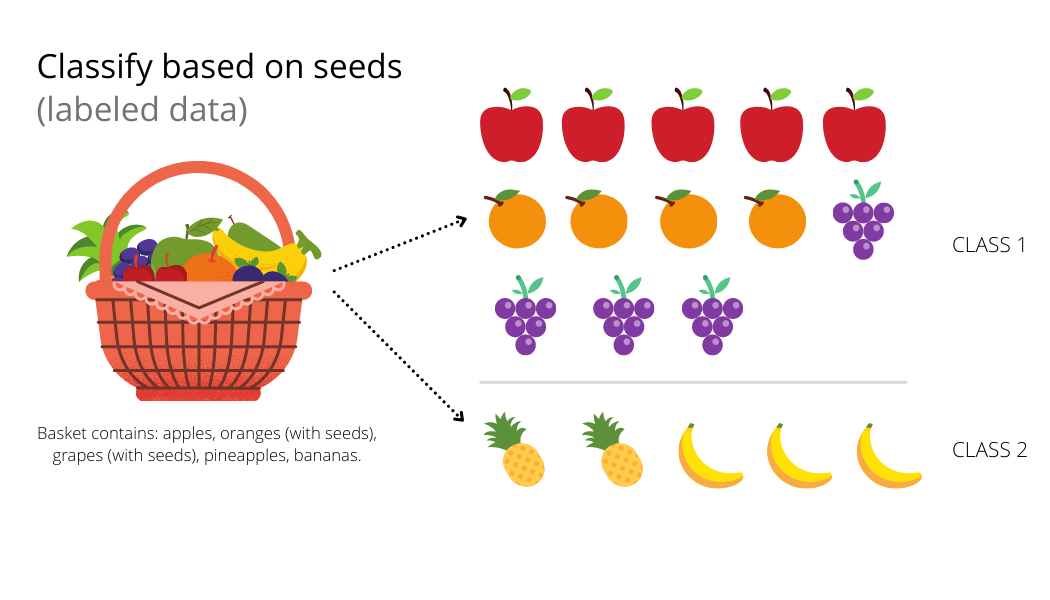 Classify based on seeds
(labeled data)
CLASS 1
CLASS 2
Basket contains: apples, oranges (with seeds),
grapes (with seeds), pineapples, bananas.